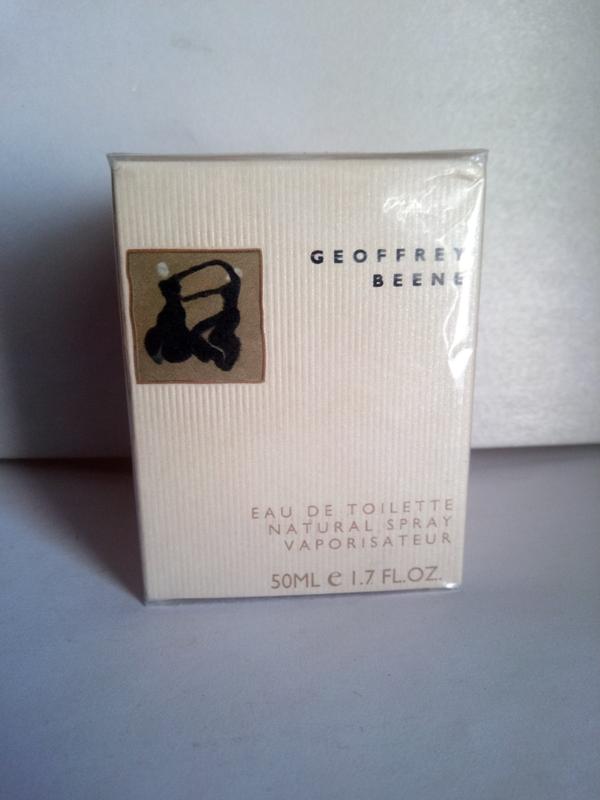 GEOFFREY
BEENE
EAU DE TOILETTE
NATURAL SPRAY
VAPORISATEUR
50ML e 1.7 FL.OZ.